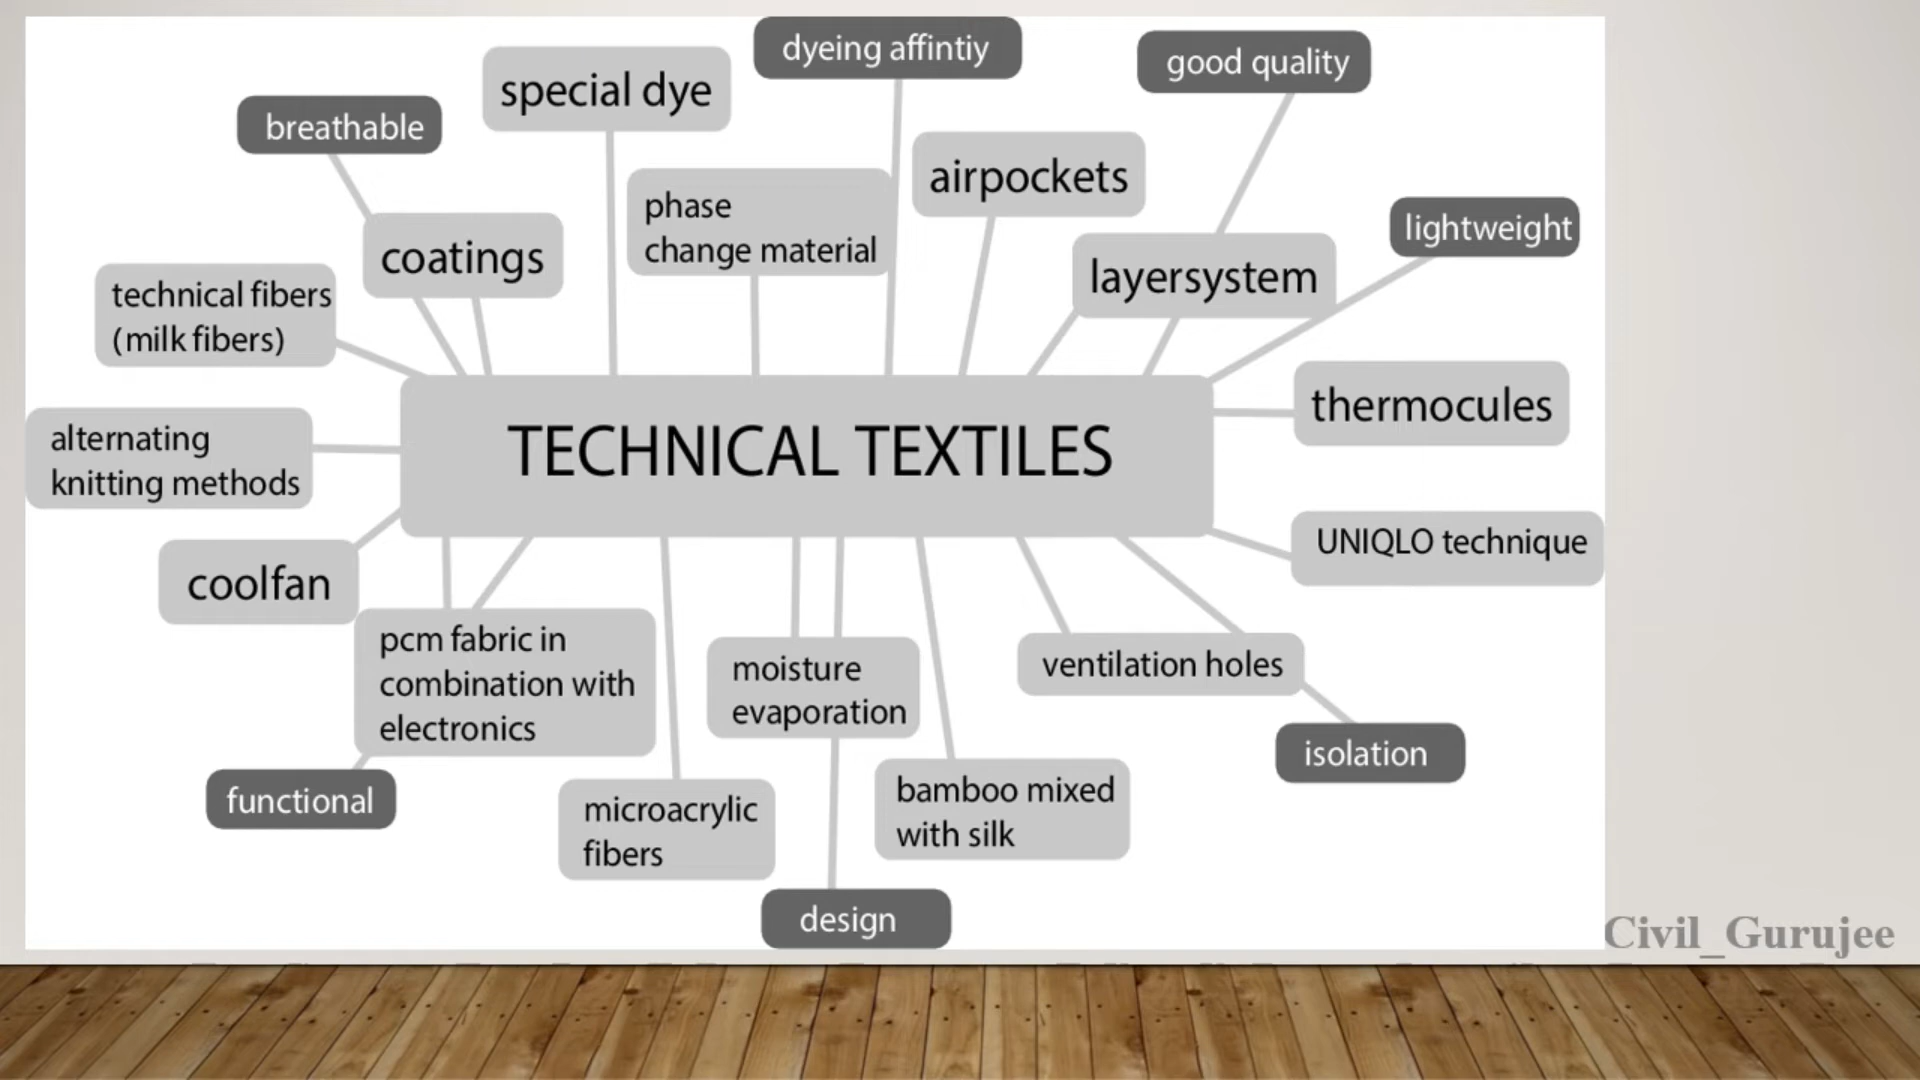 dyeing affintiy
good quality
special dye
breathable
airpockets
phase
change material
lightweight
coatings
layersystem
technical fibers
(milk fibers)
thermocules
alternating
knitting methods
TECHNICAL TEXTILES
UNIQLO technique
coolfan
pcm fabric in
combination with
electronics
moisture
evaporation
ventilation holes
isolation
functional
microacrylic
fibers
bamboo mixed
with silk
design
Civil_Gurujee